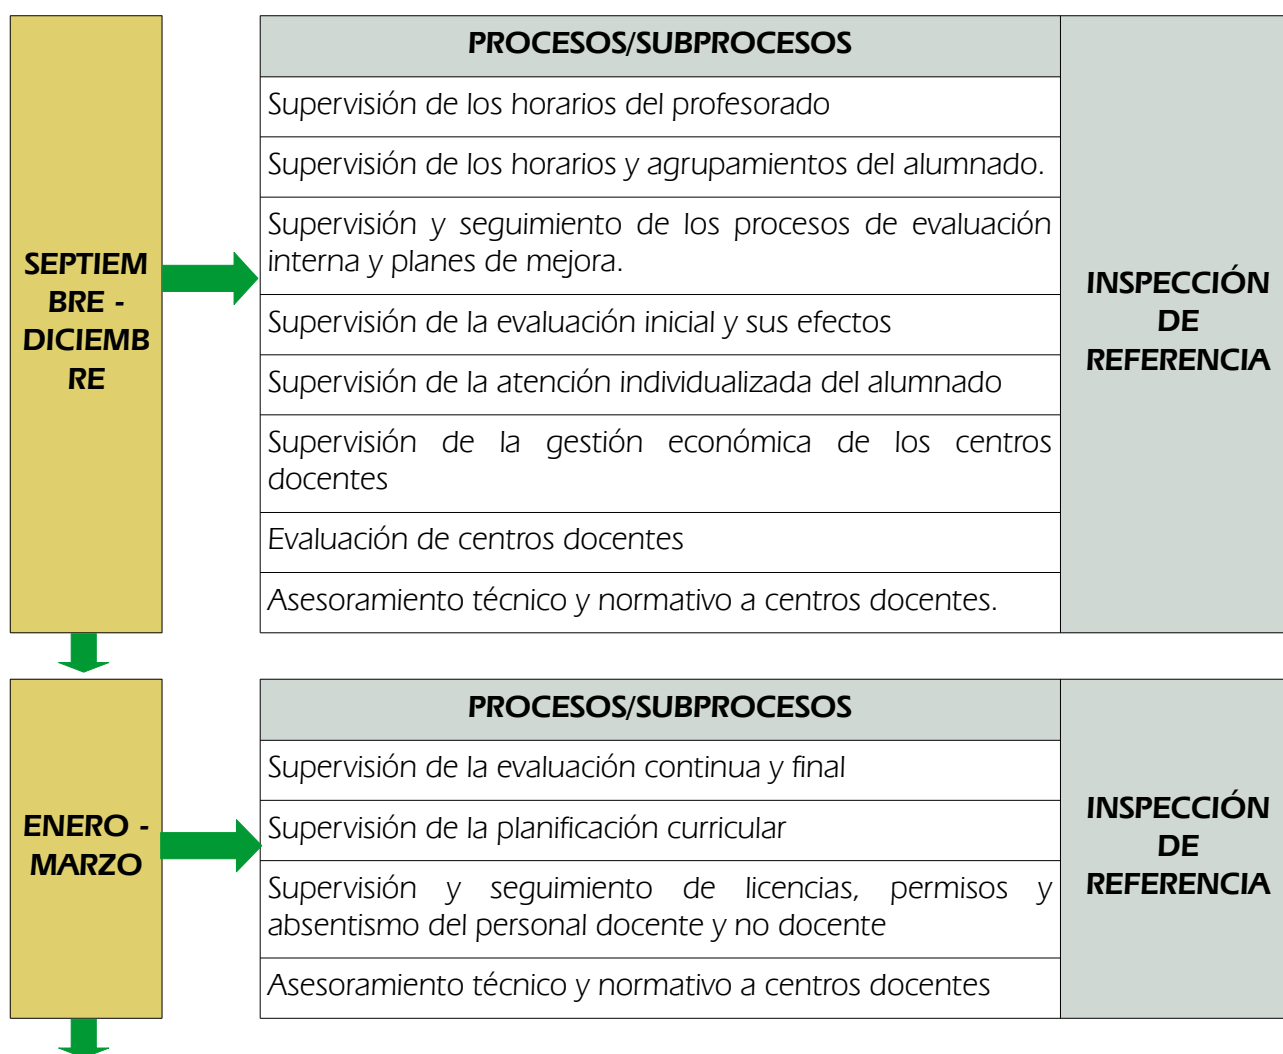 SEPTIEM
BRE -
DICIEMB
RE
PROCESOS/SUBPROCESOS
Supervisión de los horarios del profesorado
Supervisión de los horarios y agrupamientos del alumnado.
Supervisión y seguimiento de los procesos de evaluación
interna y planes de mejora.
Supervisión de la evaluación inicial y sus efectos
Supervisión de la atención individualizada del alumnado
Supervisión de la gestión económica de los centros
docentes
Evaluación de centros docentes
Asesoramiento técnico y normativo a centros docentes.
INSPECCIÓN
DE
REFERENCIA
ENERO -
MARZO
PROCESOS/SUBPROCESOS
Supervisión de la evaluación continua y final
Supervisión de la planificación curricular
Supervisión y seguimiento de licencias, permisos y
absentismo del personal docente y no docente
Asesoramiento técnico y normativo a centros docentes
INSPECCIÓN
DE
REFERENCIA